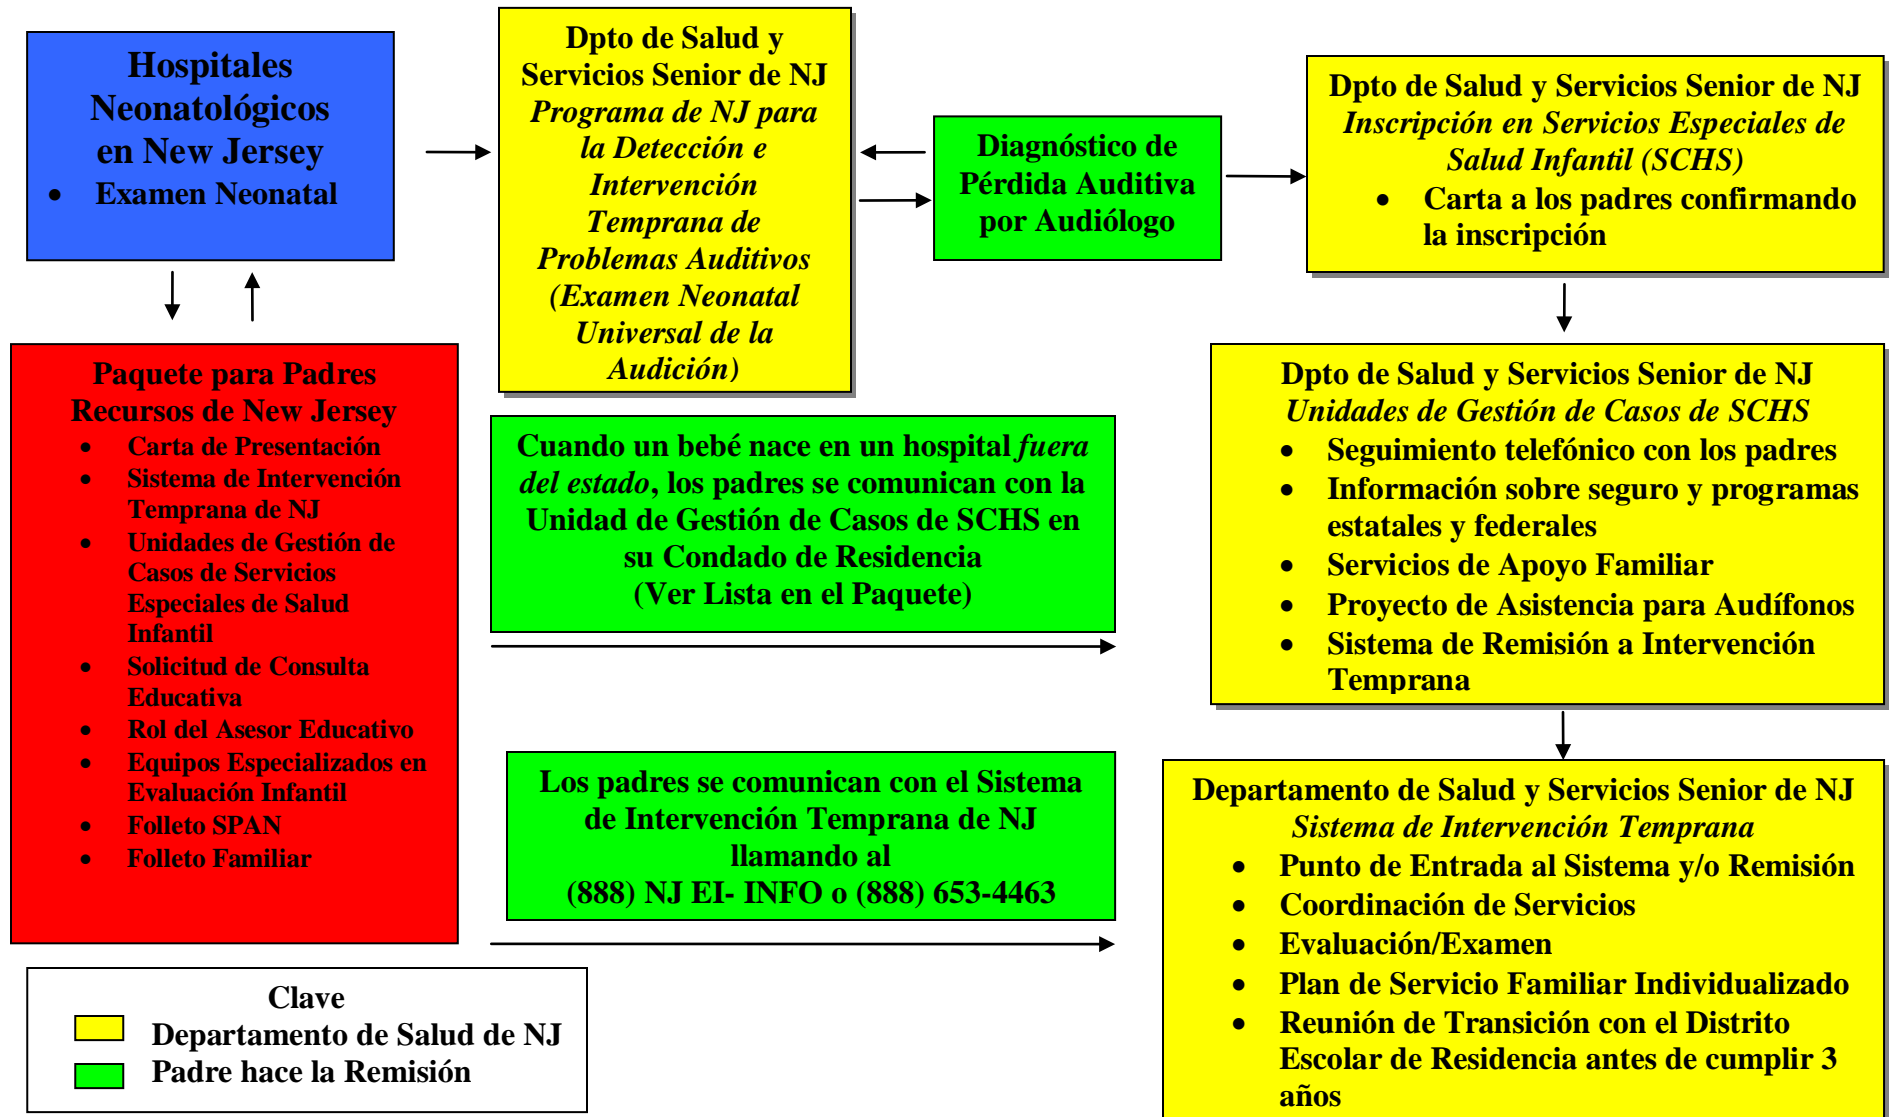 Hospitales
Neonatológicos
en New Jersey
• Examen Neonatal
Dpto de Salud y
Servicios Senior de NJ
Programa de NJ para
la Detección e
Intervención
Temprana de
Problemas Auditivos
(Examen Neonatal
Universal de la
Audición)
Diagnóstico de
Pérdida Auditiva
por Audiólogo
Dpto de Salud y Servicios Senior de NJ
Inscripción en Servicios Especiales de
Salud Infantil (SCHS)
• Carta a los padres confirmando
la inscripción
Paquete para Padres
Recursos de New Jersey
• Carta de Presentación
• Sistema de Intervención
Temprana de NJ
• Unidades de Gestión de
Casos de Servicios
Especiales de Salud
Infantil
• Solicitud de Consulta
Educativa
• Rol del Asesor Educativo
• Equipos Especializados en
Evaluación Infantil
• Folleto SPAN
• Folleto Familiar
Cuando un bebé nace en un hospital fuera
del estado, los padres se comunican con la
Unidad de Gestión de Casos de SCHS en
su Condado de Residencia
(Ver Lista en el Paquete)
Dpto de Salud y Servicios Senior de NJ
Unidades de Gestión de Casos de SCHS
• Seguimiento telefónico con los padres
• Información sobre seguro y programas
estatales y federales
• Servicios de Apoyo Familiar
• Proyecto de Asistencia para Audífonos
• Sistema de Remisión a Intervención
Temprana
Los padres se comunican con el Sistema
de Intervención Temprana de NJ
llamando al
(888) NJ EI- INFO o (888) 653-4463
Departamento de Salud y Servicios Senior de NJ
Sistema de Intervención Temprana
• Punto de Entrada al Sistema y/o Remisión
• Coordinación de Servicios
• Evaluación/Examen
• Plan de Servicio Familiar Individualizado
• Reunión de Transición con el Distrito
Escolar de Residencia antes de cumplir 3
años
Clave
Departamento de Salud de NJ
Padre hace la Remisión